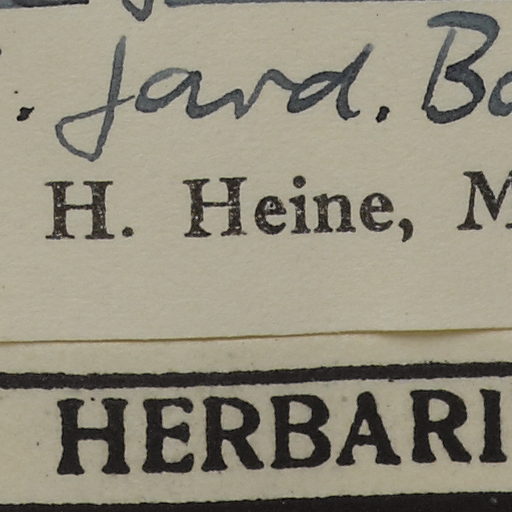 . Jard. Bo
H. Heine, M
HERBARI